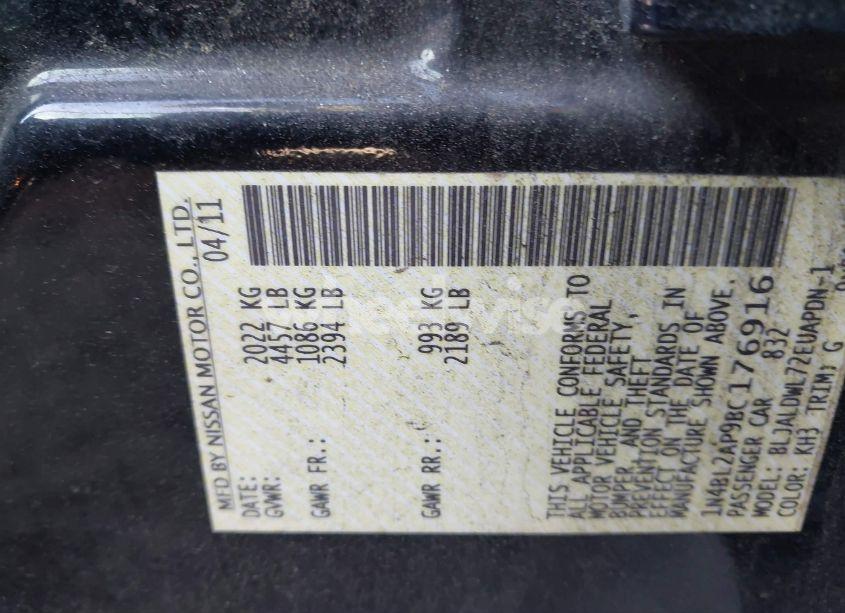 MFD BY NISSAN MOTOR CO., LTD.
DATE: 04/11
GVWR: 2022 KG
4457 LB
GAWR FR.: 1086 KG
2394 LB
GAWR RR.: 993 KG
2189 LB
THIS VEHICLE CONFORMS TO
ALL APPLICABLE FEDERAL
MOTOR VEHICLE SAFETY,
BUMPER, AND THEFT
PREVENTION STANDARDS IN
EFFECT ON THE DATE OF
MANUFACTURE SHOWN ABOVE.
1N4BL2AP9BC176916
PASSENGER CAR 832
MODEL: BLJALDWL72EUAPDN-1
COLOR: KH3 TRIM: G